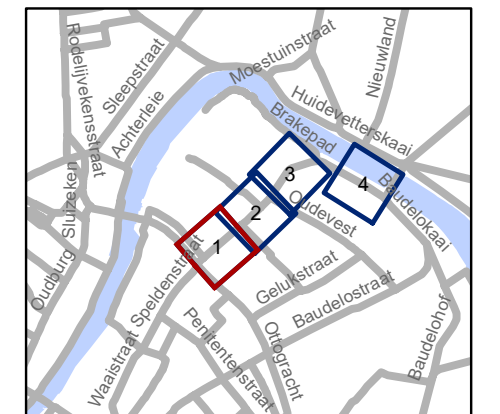 Rodelijvekensstraat
Sleepstraat
Moestuinstraat
Nieuwland
Achterleie
Huidevetterskaai
Brakepad
3
4
Baudelokaai
Sluizeken
2
Oudevest
1
Oudburg
Speldenstraat
Gelukstraat
Baudelostraat
Waaistraat
Penitentenstraat
Ottogracht
Baudelohof